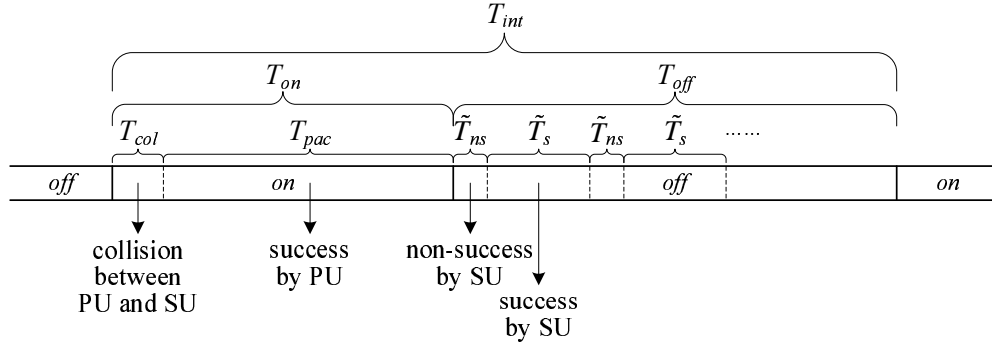 T_int
T_on T_off
T_col T_pac T̃_ns T̃_s T̃_ns T̃_s ......
off on off on
collision between PU and SU
success by PU
non-success by SU
success by SU